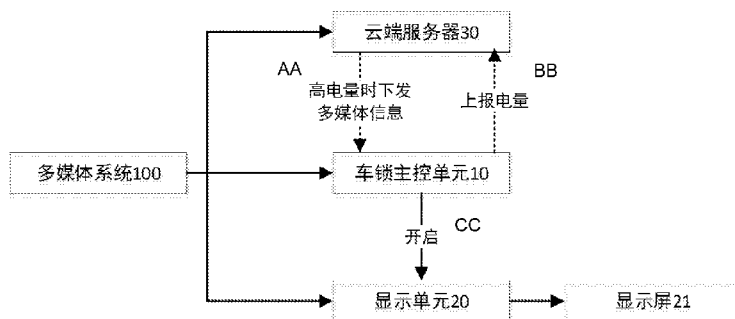 云端服务器30
AA
BB
高电量时下发
多媒体信息
上报电量
多媒体系统100
车锁主控单元10
开启
CC
显示单元20
显示屏21